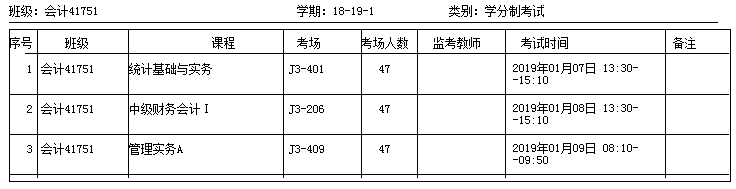 班级：会计41751 学期：18-19-1 类别：学分制考试
序号 班级 课程 考场 考场人数 监考教师 考试时间 备注
1 会计41751 统计基础与实务 J3-401 47 2019年01月07日 13:30-
-15:10
2 会计41751 中级财务会计Ⅰ J3-206 47 2019年01月08日 13:30-
-15:10
3 会计41751 管理实务A J3-409 47 2019年01月09日 08:10-
-09:50